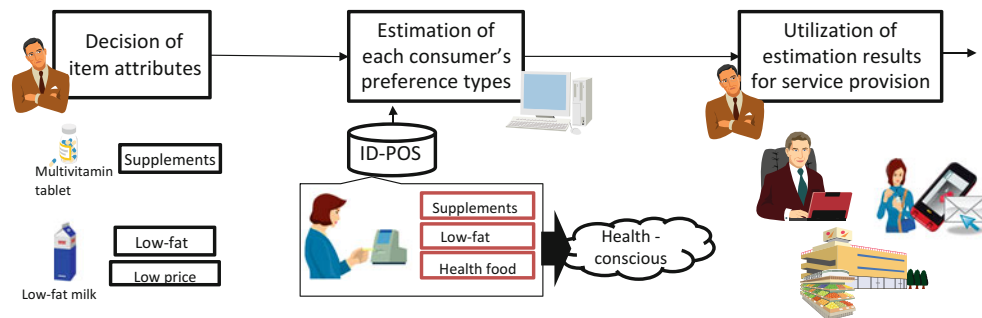 Decision of
item attributes
Estimation of
each consumer's
preference types
Utilization of
estimation results
for service provision
ID-POS
Multivitamin
tablet
Supplements
Low-fat
Low price
Low-fat milk
Supplements
Low-fat
Health food
Health -
conscious